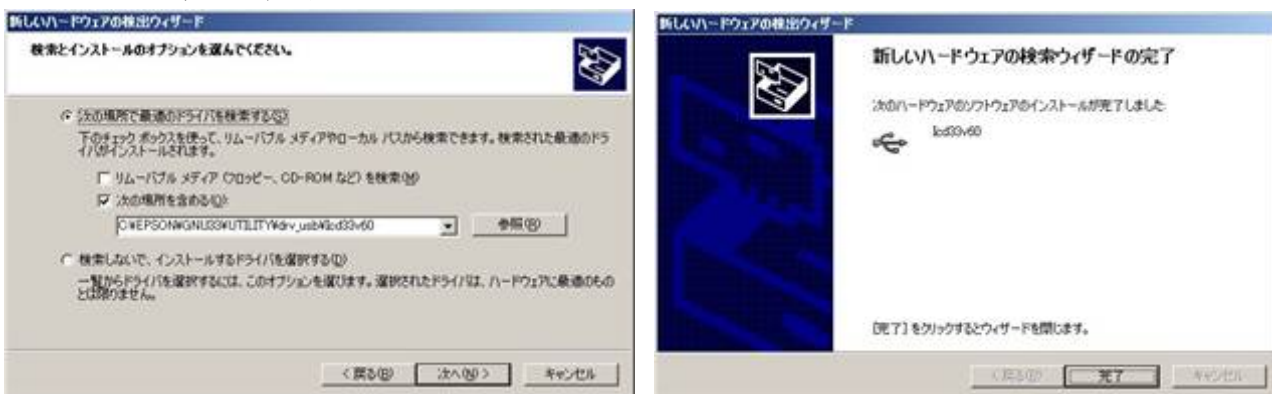 新しいハードウェアの検出ウィザード
検索とインストールのオプションを選んでください。
次の場所で最適のドライバを検索する(S)
下のチェック ボックスを使って、リムーバブル メディアやローカル パスから検索できます。検索された最適のドラ
イバがインストールされます。
リムーバブル メディア (フロッピー、CD-ROM など) を検索(M)
次の場所を含める(O):
C:¥EPSON¥GNU33¥UTILITY¥drv_usb¥Icd33v60
参照(R)
検索しないで、インストールするドライバを選択する(D)
一覧からドライバを選択するには、このオプションを選びます。選択されたドライバは、ハードウェアに最適のもの
とは限りません。
< 戻る(B)
次へ(N) >
キャンセル
新しいハードウェアの検出ウィザード
新しいハードウェアの検索ウィザードの完了
次のハードウェアのソフトウェアのインストールが完了しました
Icd33v60
[完了] をクリックするとウィザードを閉じます。
< 戻る(B)
完了
キャンセル